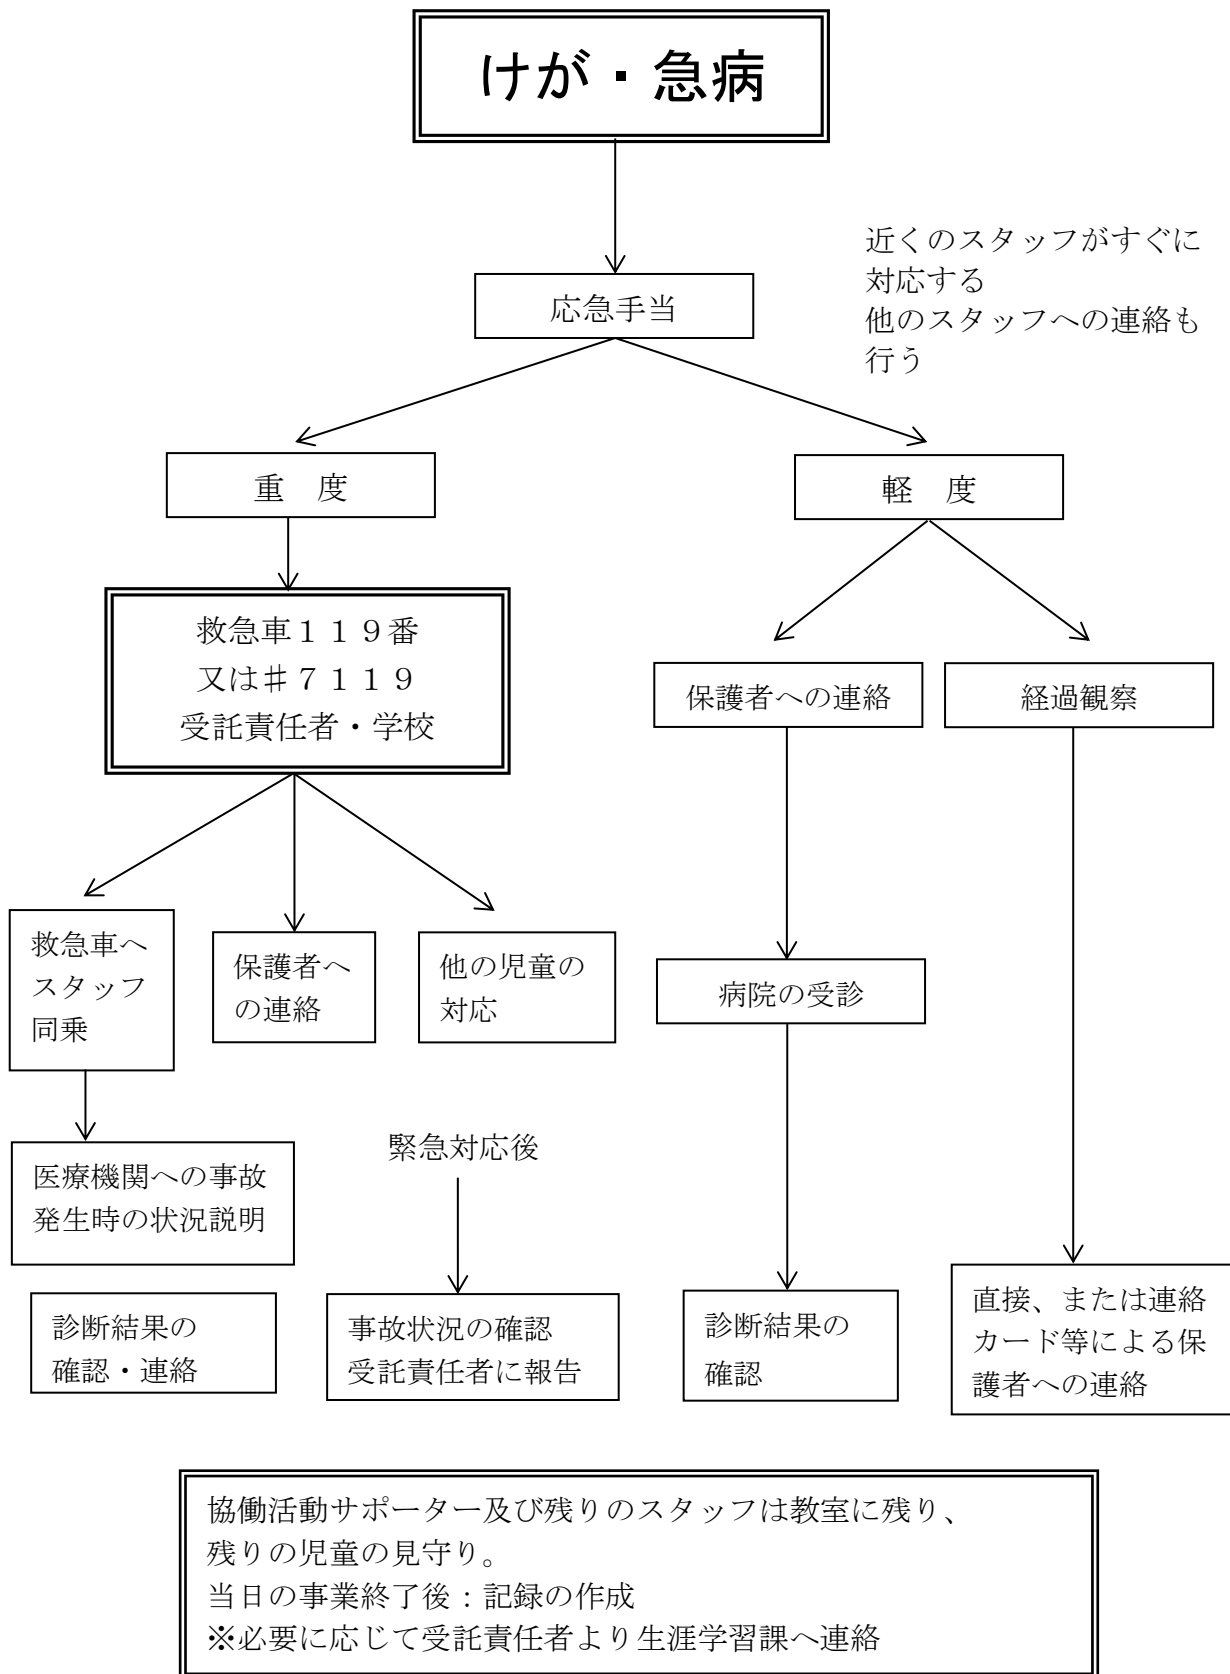 けが・急病
近くのスタッフがすぐに
対応する
他のスタッフへの連絡も
行う
応急手当
重　度
軽　度
救急車１１９番
又は＃７１１９
受託責任者・学校
保護者への連絡
経過観察
救急車へ
スタッフ
同乗
保護者へ
の連絡
他の児童の
対応
病院の受診
医療機関への事故
発生時の状況説明
緊急対応後
診断結果の
確認・連絡
事故状況の確認
受託責任者に報告
診断結果の
確認
直接、または連絡
カード等による保
護者への連絡
協働活動サポーター及び残りのスタッフは教室に残り、
残りの児童の見守り。
当日の事業終了後：記録の作成
※必要に応じて受託責任者より生涯学習課へ連絡